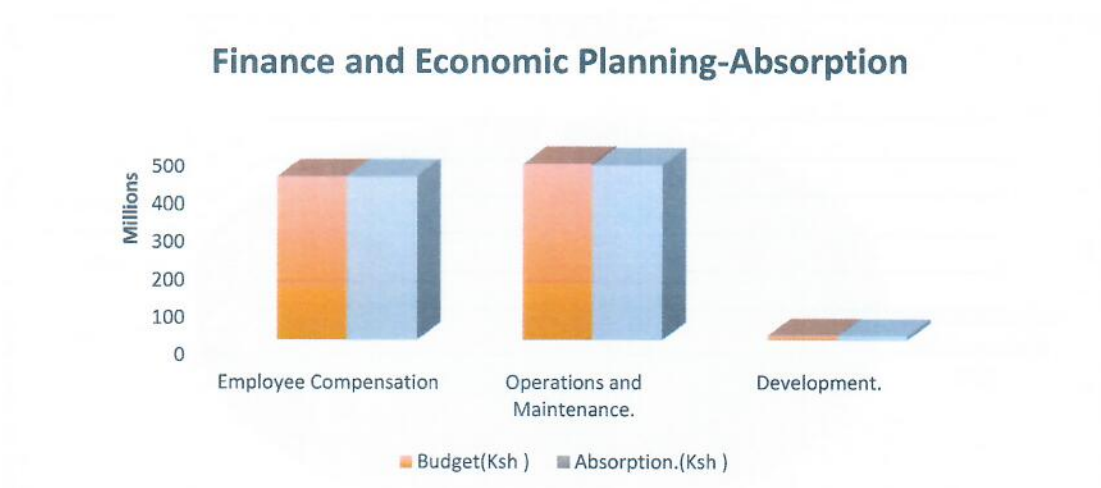 Finance and Economic Planning-Absorption
Millions
500
400
300
200
100
0
Employee Compensation
Operations and
Maintenance.
Development.
Budget(Ksh )
Absorption.(Ksh )